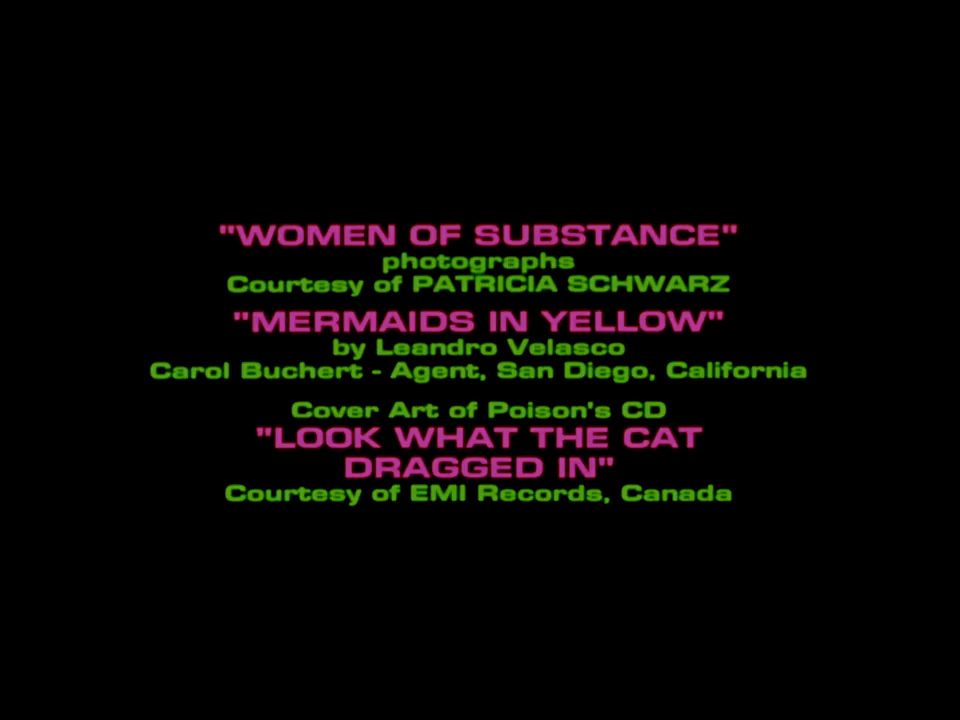 "WOMEN OF SUBSTANCE"
photographs
Courtesy of PATRICIA SCHWARZ
"MERMAIDS IN YELLOW"
by Leandro Velasco
Carol Buchert - Agent, San Diego, California
Cover Art of Poison's CD
"LOOK WHAT THE CAT
DRAGGED IN"
Courtesy of EMI Records, Canada